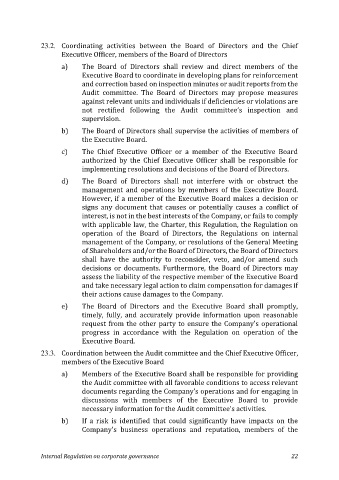 23.2. Coordinating activities between the Board of Directors and the Chief
Executive Officer, members of the Board of Directors
a) The Board of Directors shall review and direct members of the
Executive Board to coordinate in developing plans for reinforcement
and correction based on inspection minutes or audit reports from the
Audit committee. The Board of Directors may propose measures
against relevant units and individuals if deficiencies or violations are
not rectified following the Audit committee's inspection and
supervision.
b) The Board of Directors shall supervise the activities of members of
the Executive Board.
c) The Chief Executive Officer or a member of the Executive Board
authorized by the Chief Executive Officer shall be responsible for
implementing resolutions and decisions of the Board of Directors.
d) The Board of Directors shall not interfere with or obstruct the
management and operations by members of the Executive Board.
However, if a member of the Executive Board makes a decision or
signs any document that causes or potentially causes a conflict of
interest, is not in the best interests of the Company, or fails to comply
with applicable law, the Charter, this Regulation, the Regulation on
operation of the Board of Directors, the Regulations on internal
management of the Company, or resolutions of the General Meeting
of Shareholders and/or the Board of Directors, the Board of Directors
shall have the authority to reconsider, veto, and/or amend such
decisions or documents. Furthermore, the Board of Directors may
assess the liability of the respective member of the Executive Board
and take necessary legal action to claim compensation for damages if
their actions cause damages to the Company.
e) The Board of Directors and the Executive Board shall promptly,
timely, fully, and accurately provide information upon reasonable
request from the other party to ensure the Company's operational
progress in accordance with the Regulation on operation of the
Executive Board.
23.3. Coordination between the Audit committee and the Chief Executive Officer,
members of the Executive Board
a) Members of the Executive Board shall be responsible for providing
the Audit committee with all favorable conditions to access relevant
documents regarding the Company's operations and for engaging in
discussions with members of the Executive Board to provide
necessary information for the Audit committee's activities.
b) If a risk is identified that could significantly have impacts on the
Company's business operations and reputation, members of the
Internal Regulation on corporate governance 22